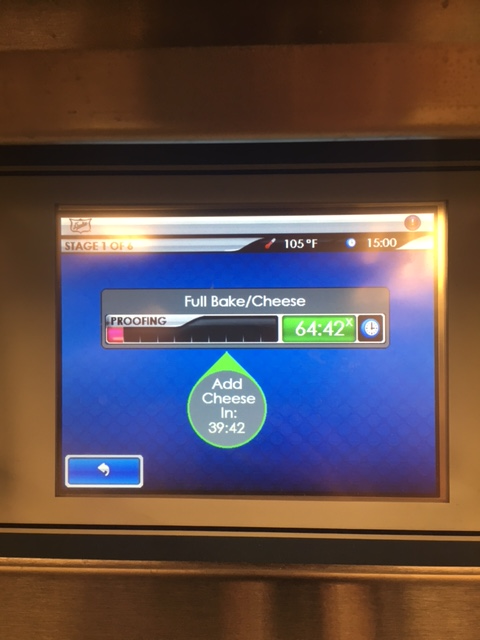 STAGE 1 OF 6
105 °F
15:00
Full Bake/Cheese
PROOFING
64:42 X
Add
Cheese
In:
39:42